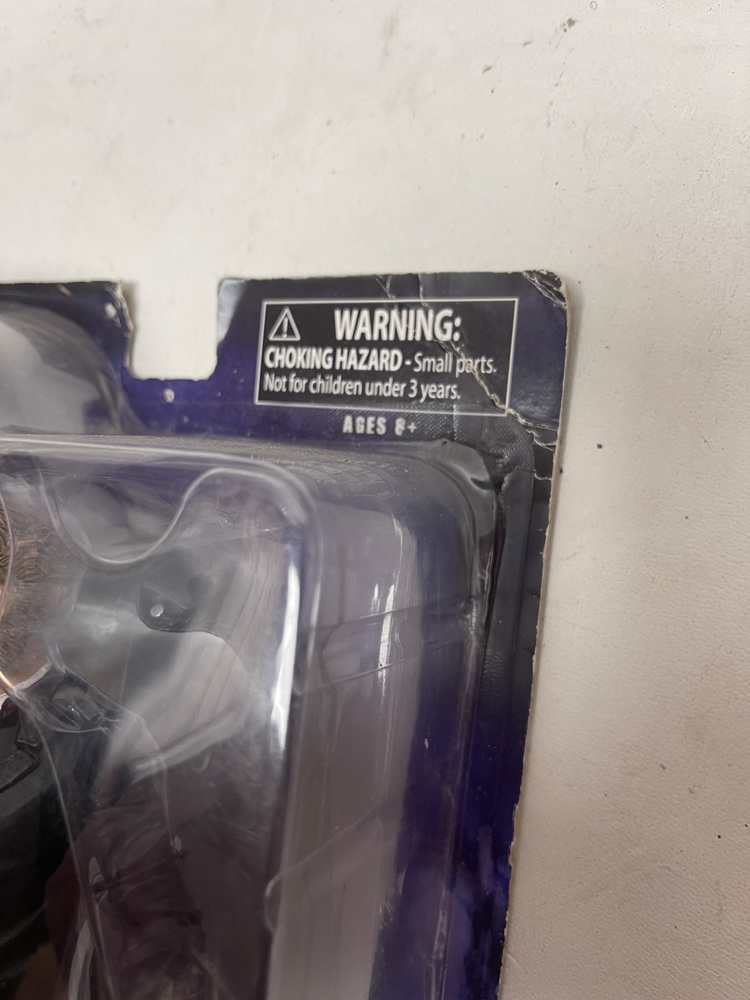 WARNING:
CHOKING HAZARD - Small parts.
Not for children under 3 years.
AGES 8+